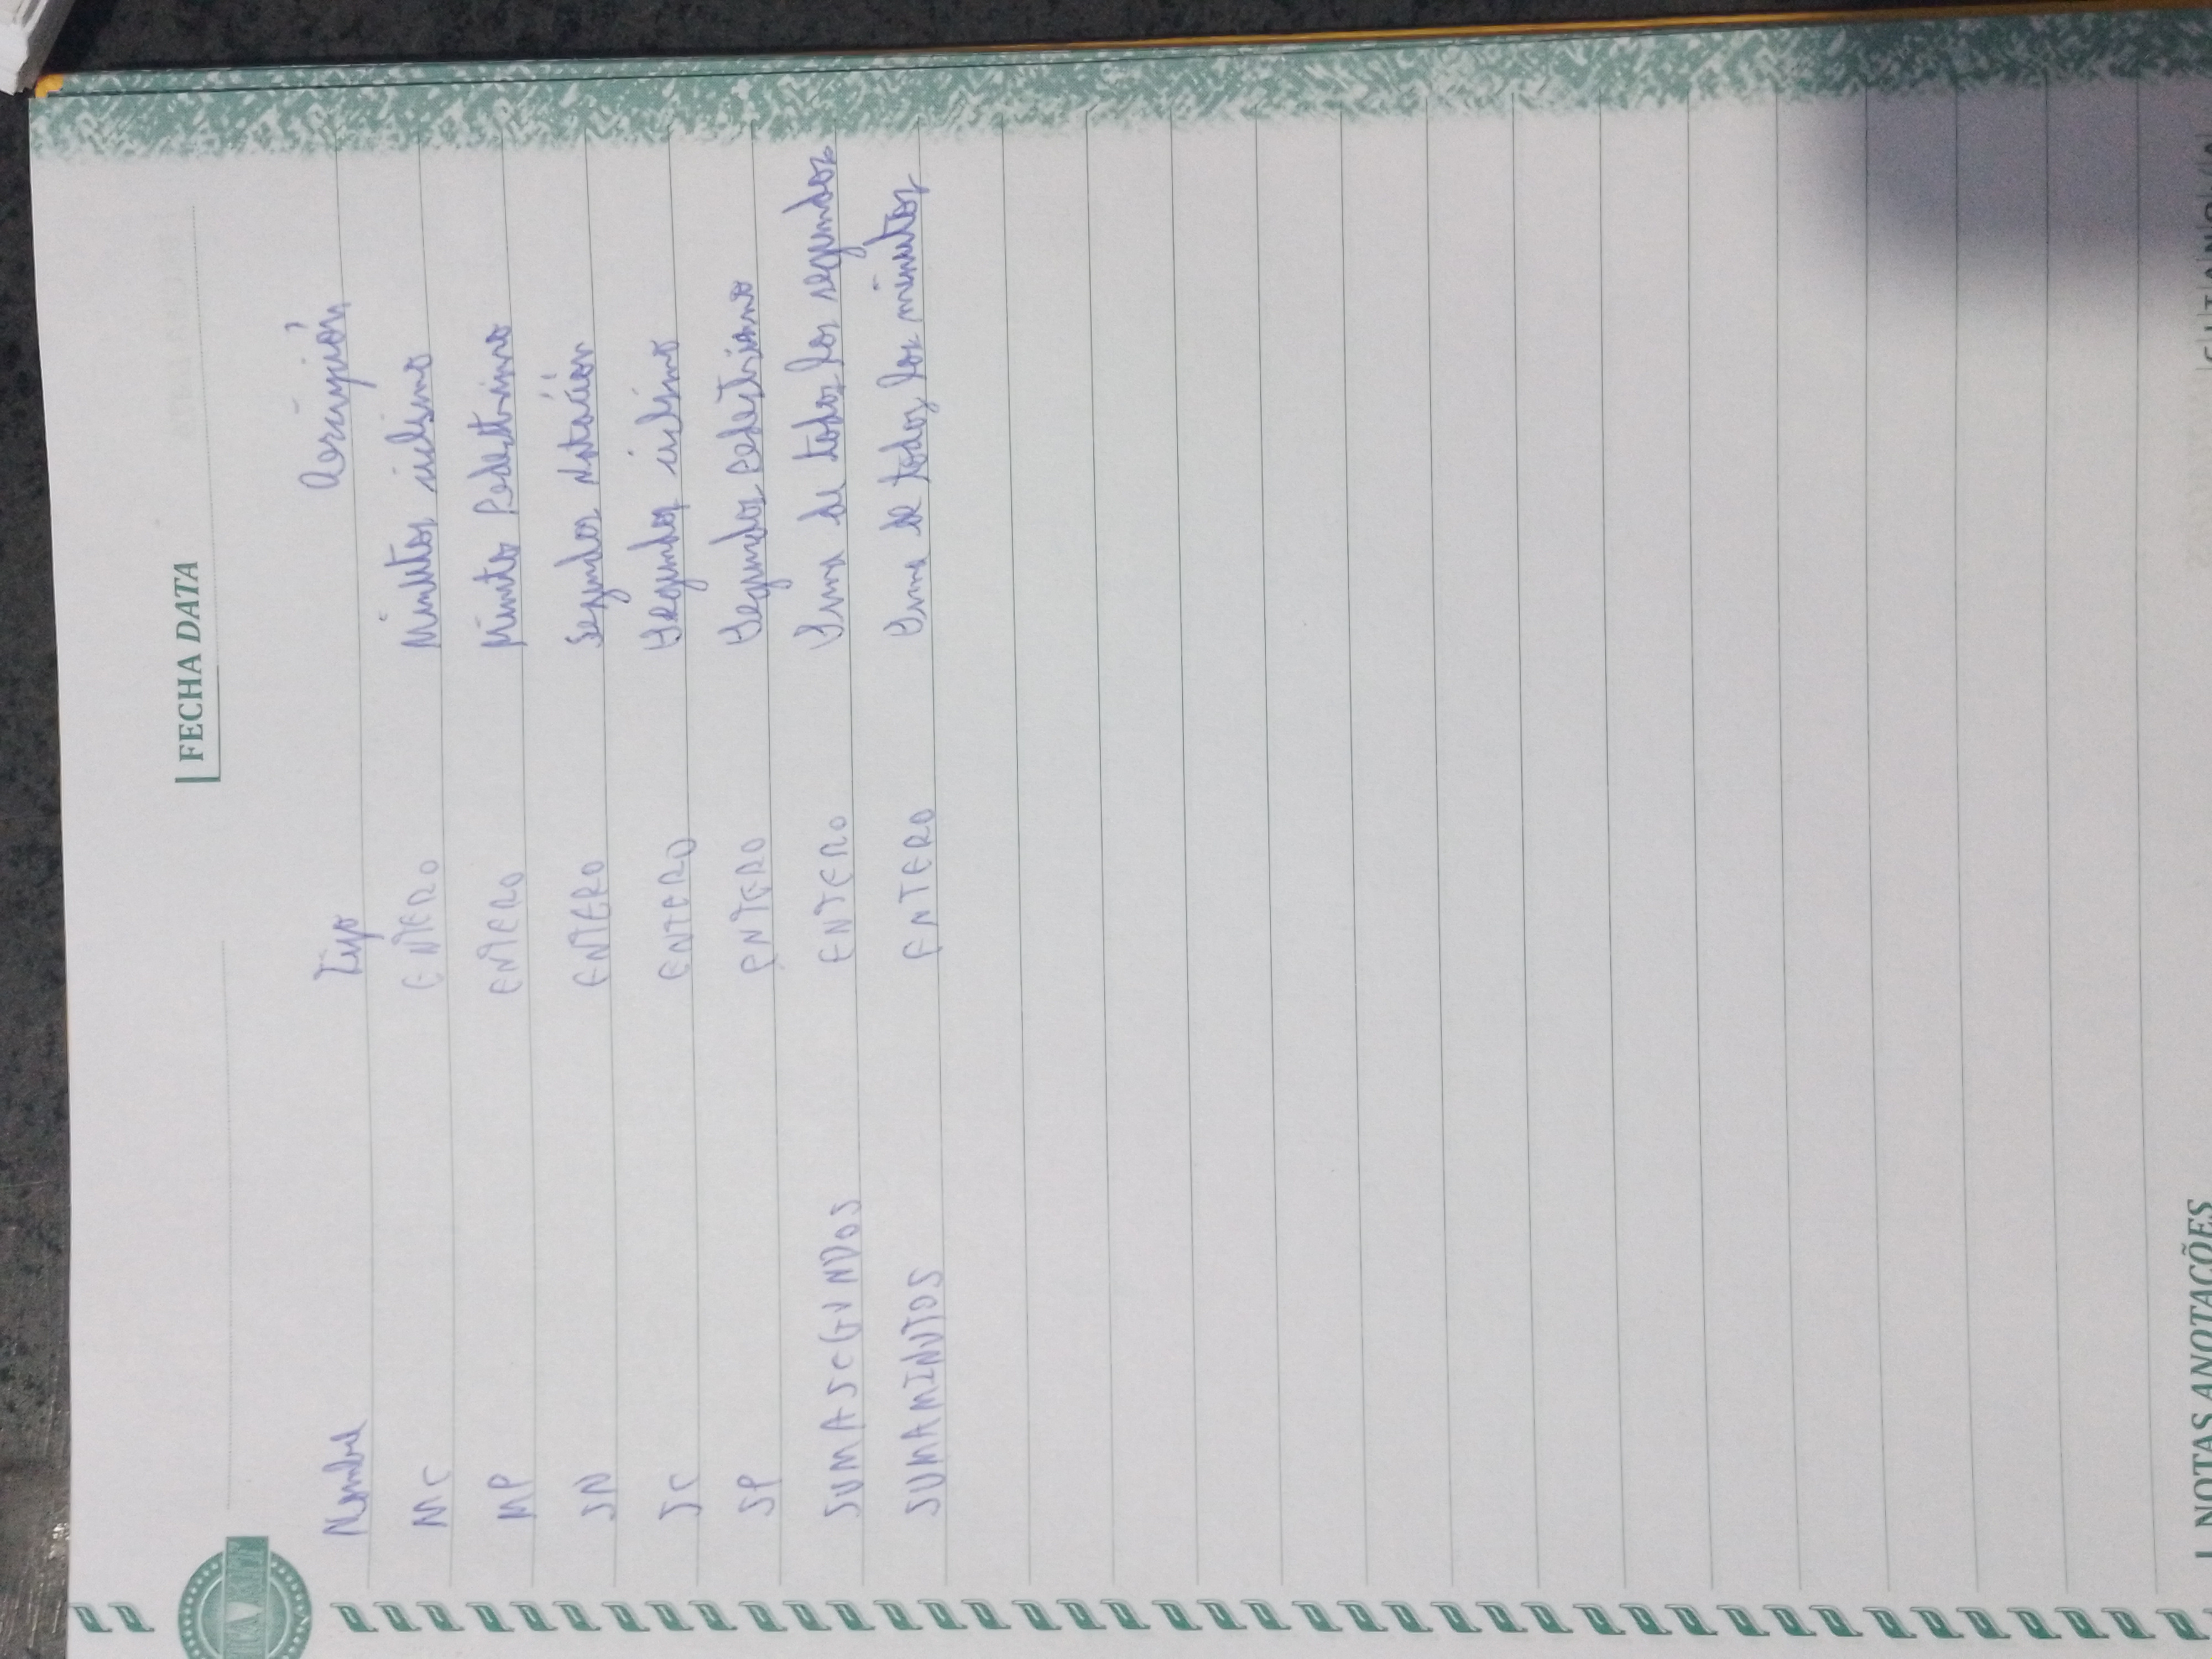 FECHA DATA
Nombre Tipo Descripción
MC ENTERO Minutos ciclismo
MP ENTERO Minuto Pedestrismo
SN ENTERO Segundos Natación
SC ENTERO Segundos ciclismo
SP ENTERO Segundos Pedestrismo
SUMASEGUNDOS ENTERO Suma de todos los segundos
SUMAMINUTOS ENTERO Suma de todos los minutos
NOTAS ANOTAÇÕES